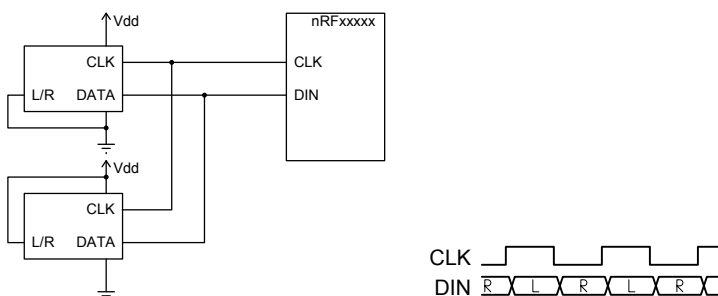 Vdd
nRFxxxxx
CLK
CLK
L/R
DATA
DIN
Vdd
CLK
L/R
DATA
CLK
DIN
R L R L R